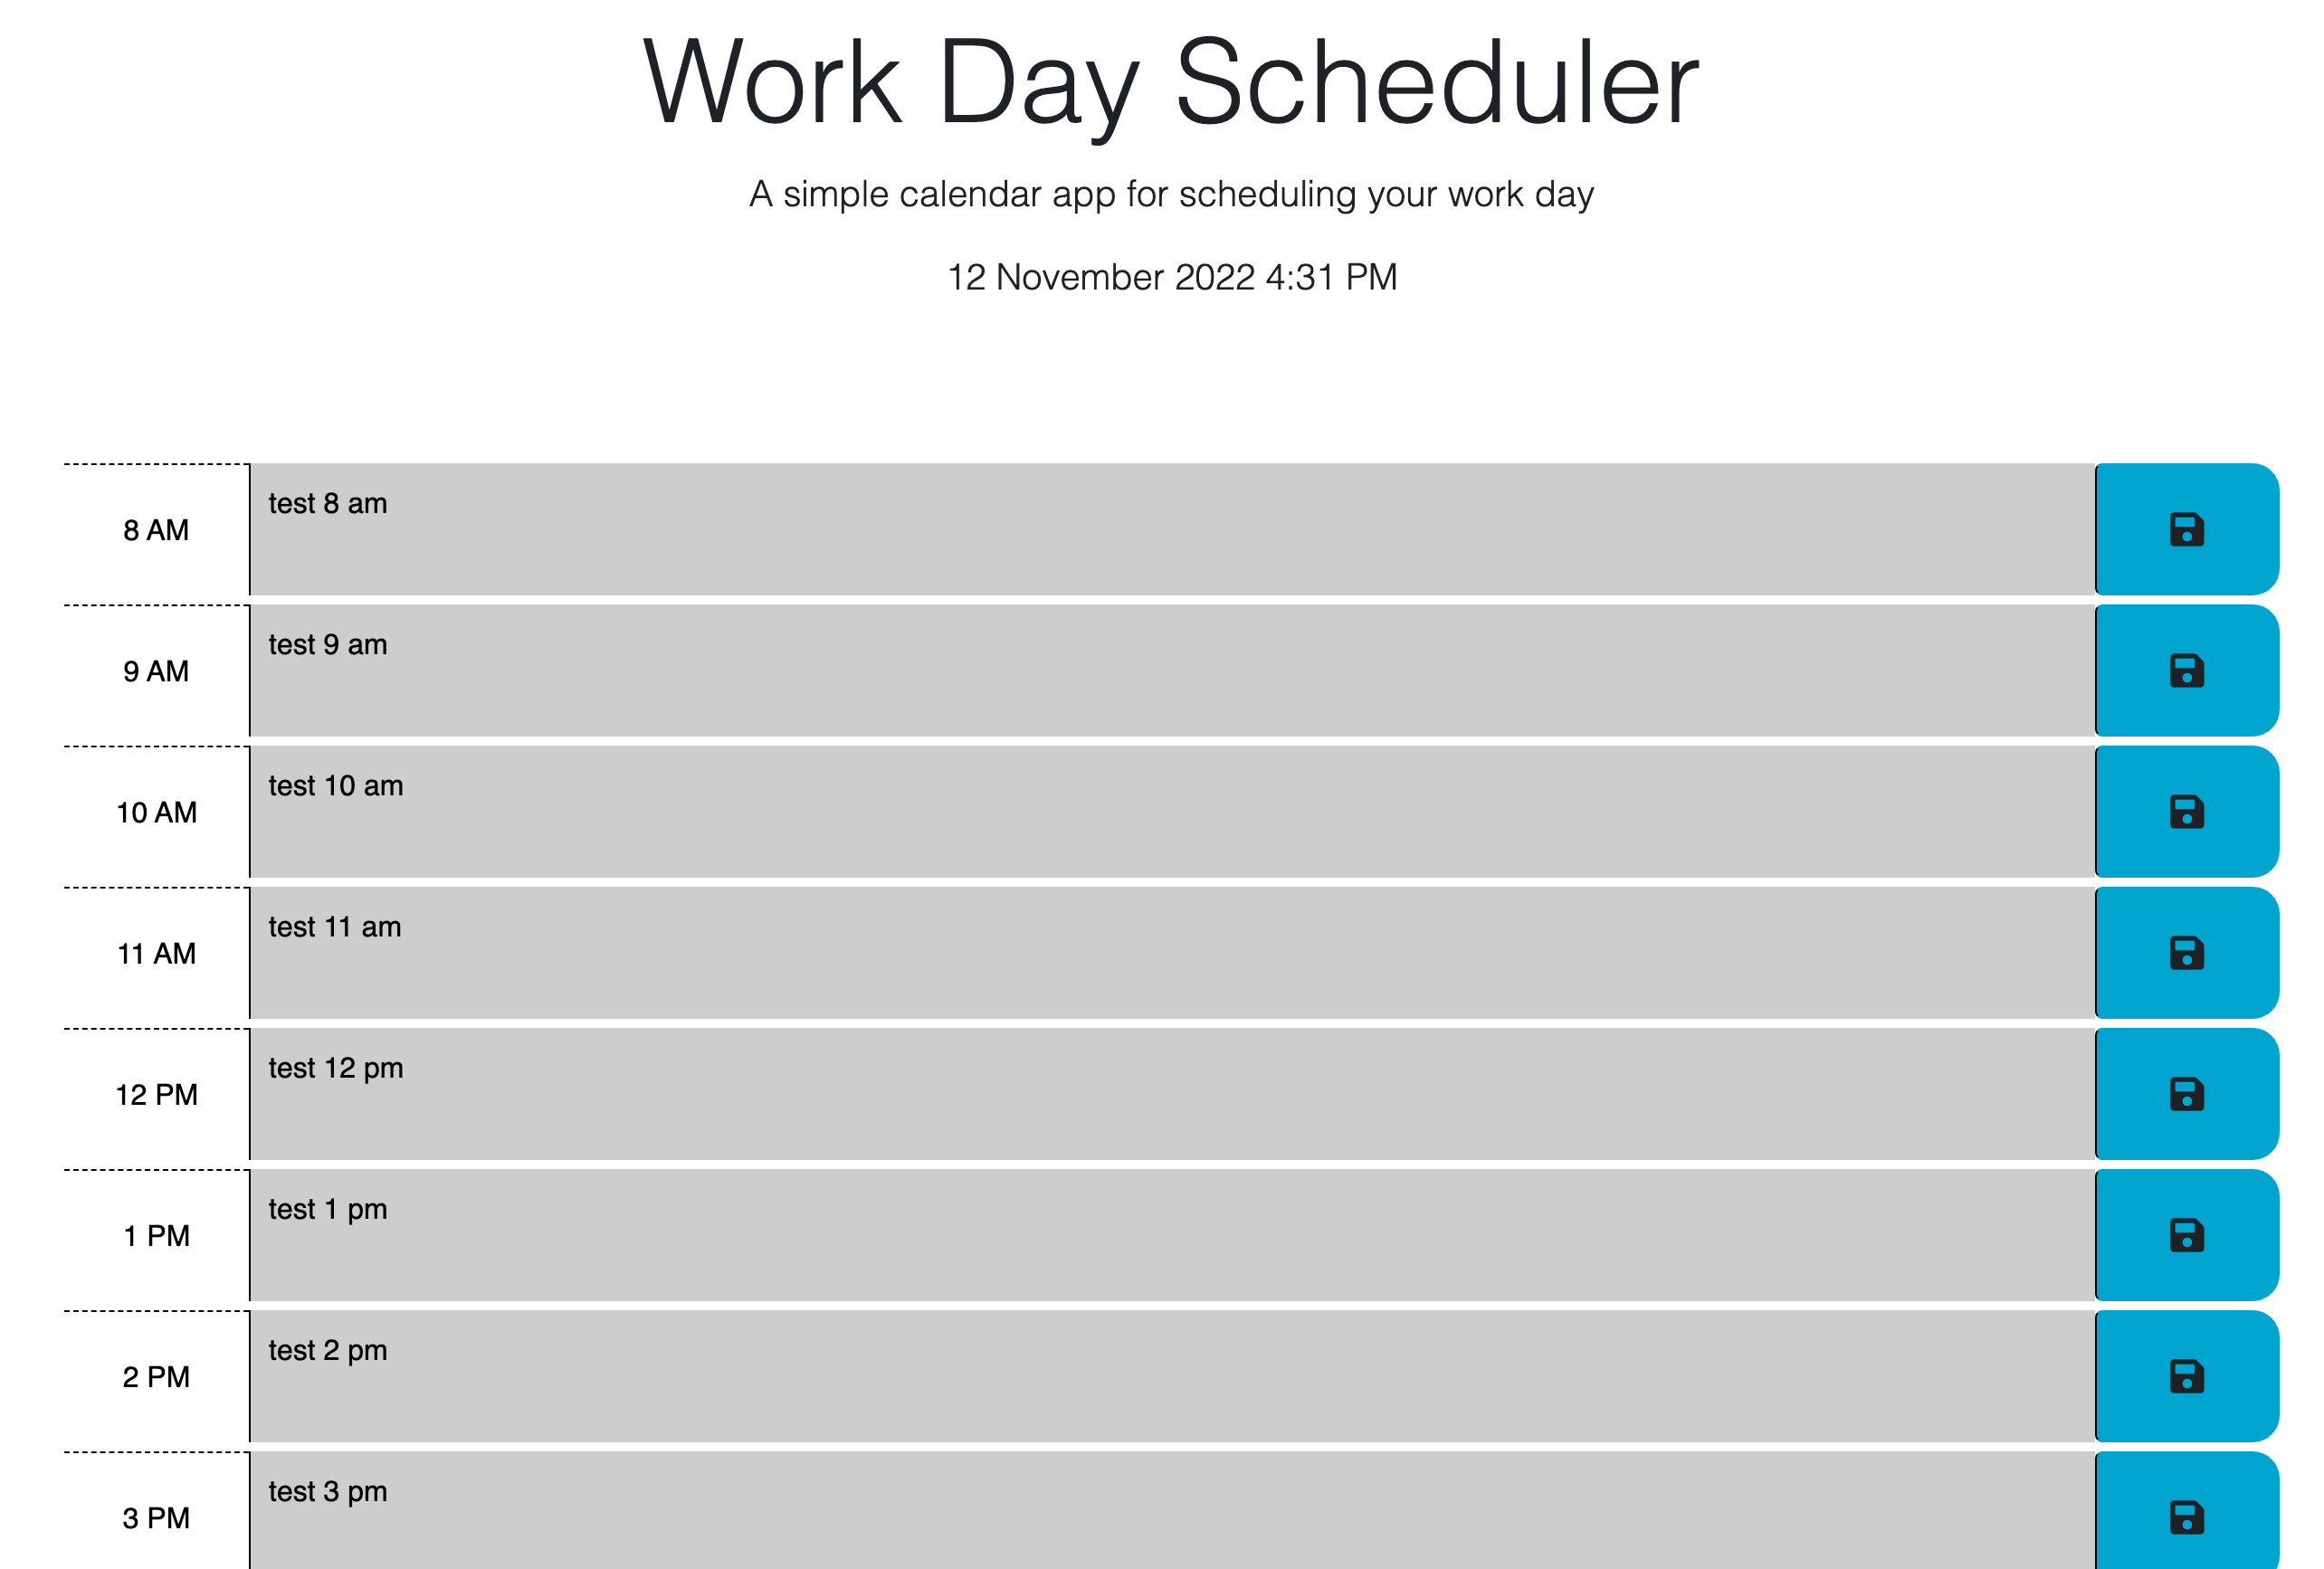 Work Day Scheduler
A simple calendar app for scheduling your work day
12 November 2022 4:31 PM
8 AM
test 8 am
9 AM
test 9 am
10 AM
test 10 am
11 AM
test 11 am
12 PM
test 12 pm
1 PM
test 1 pm
2 PM
test 2 pm
3 PM
test 3 pm